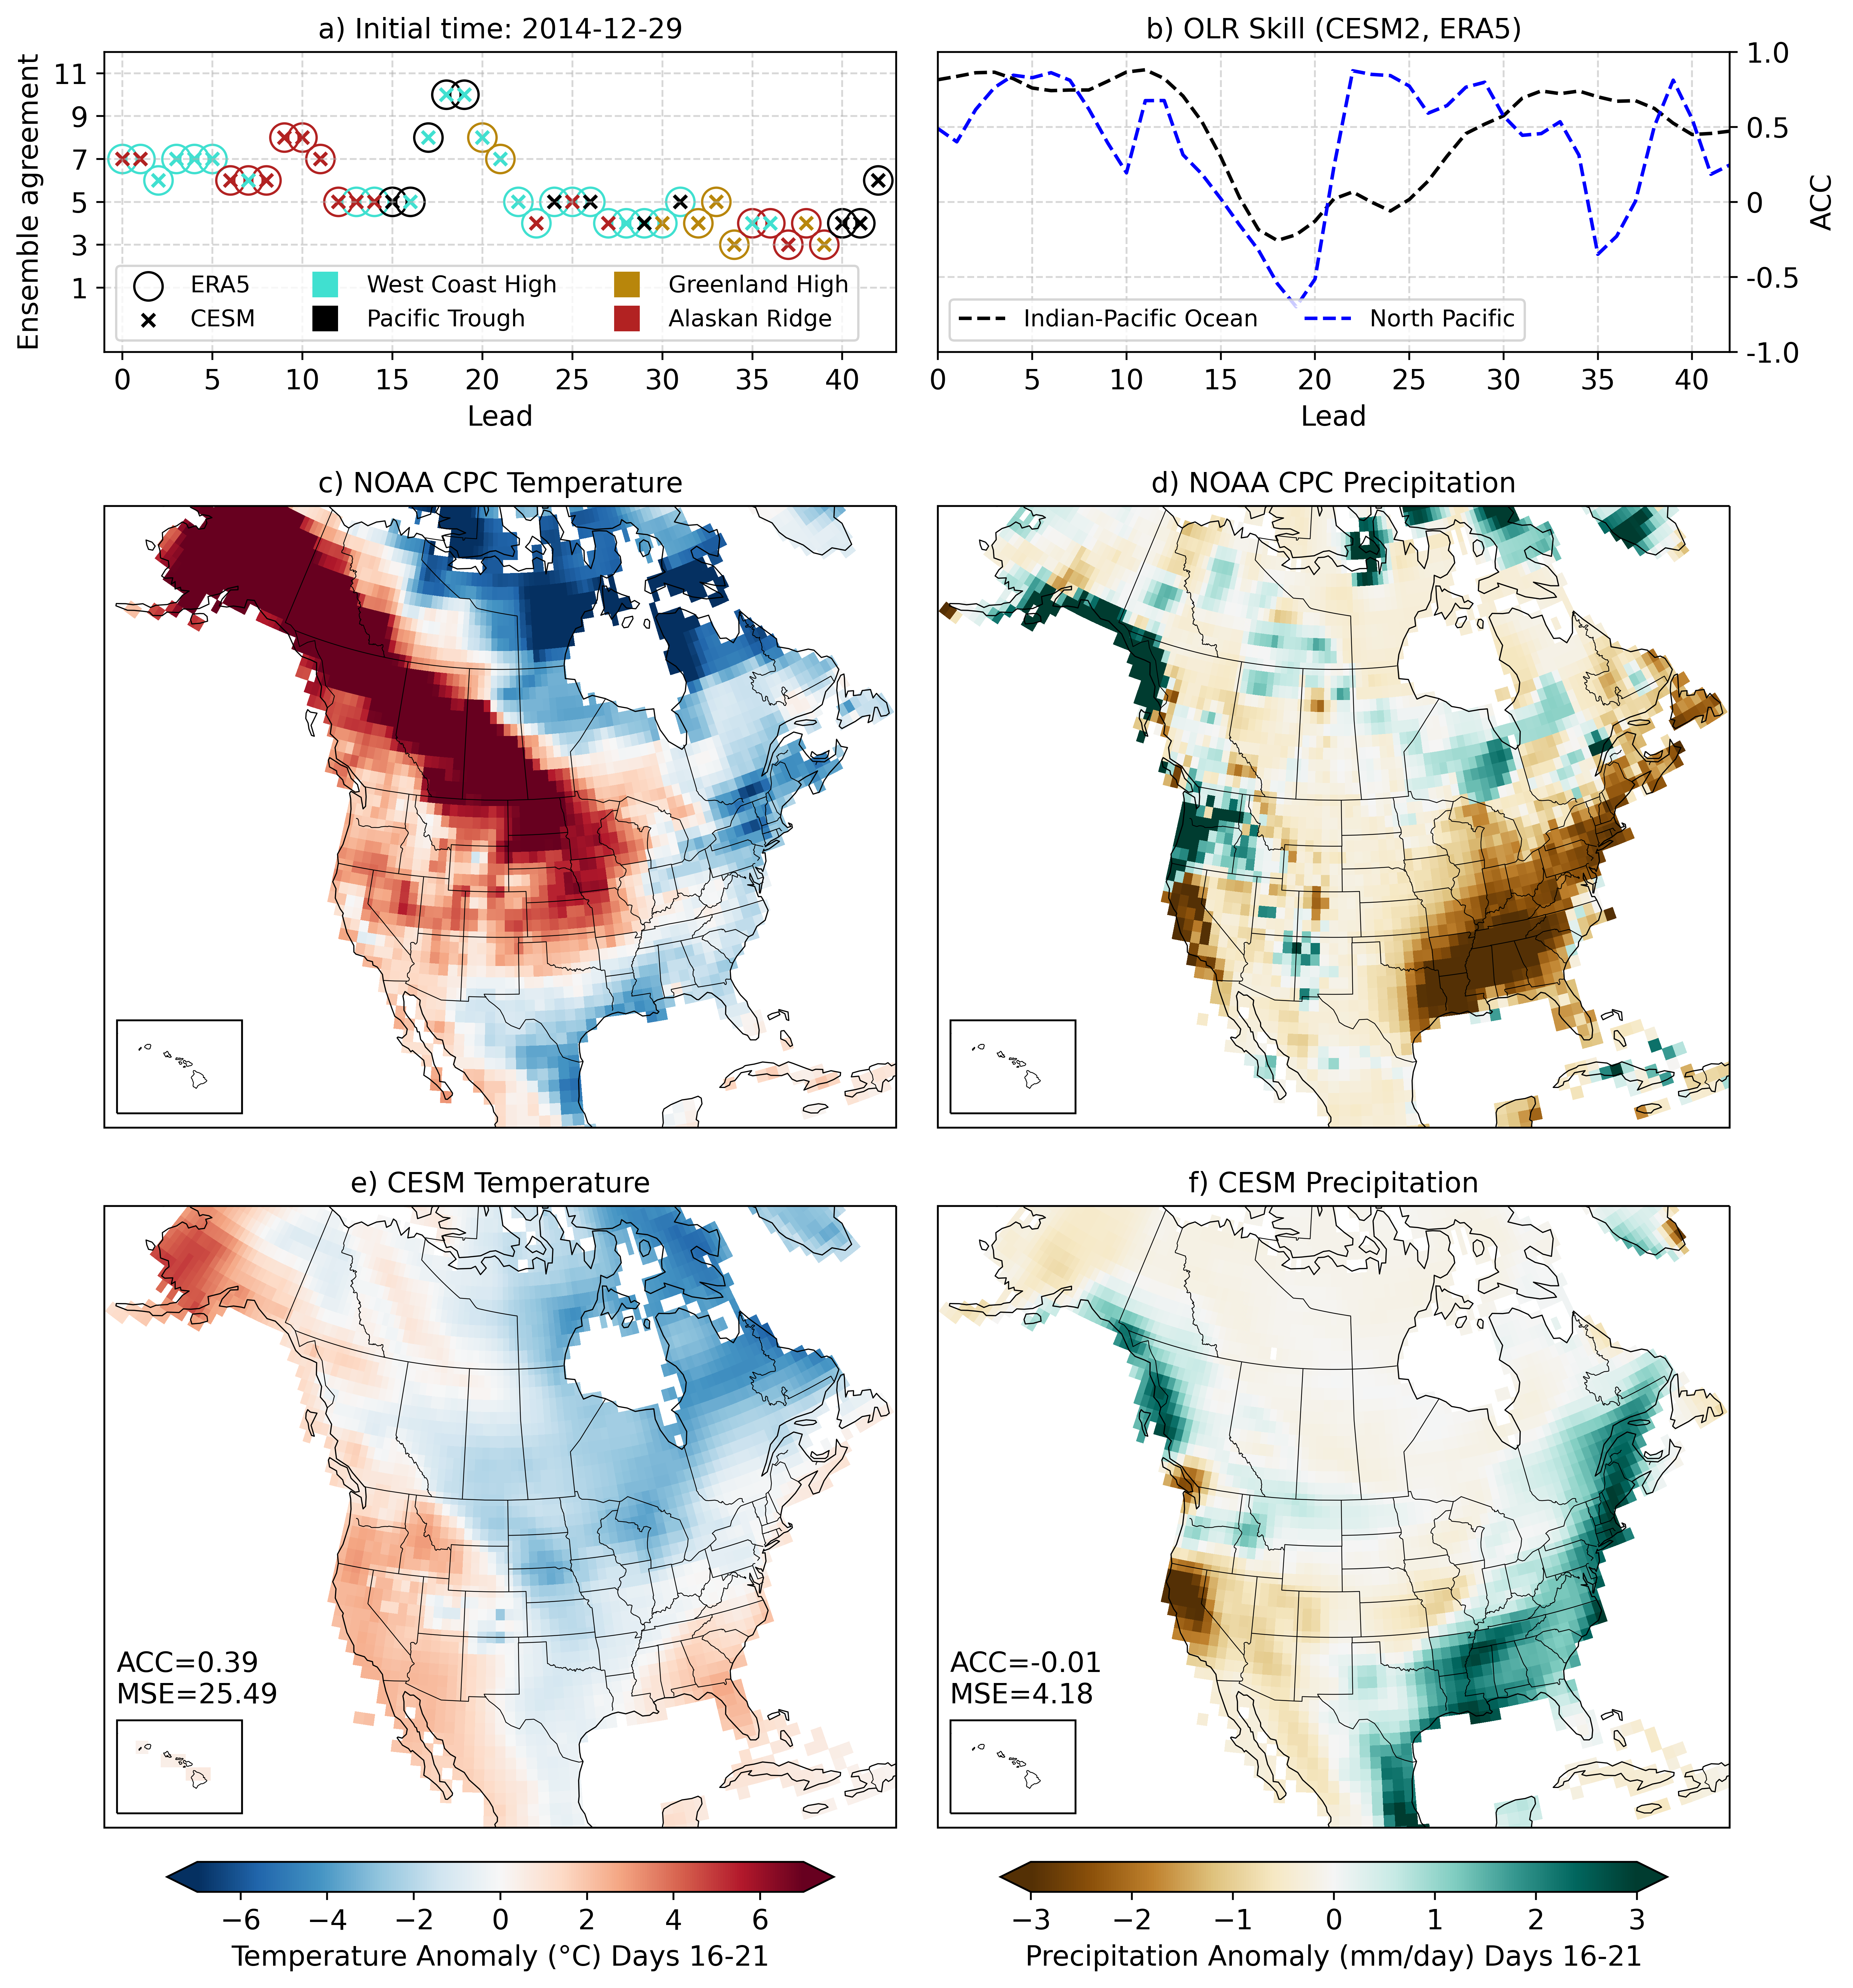 a) Initial time: 2014-12-29
Ensemble agreement
11
9
7
5
3
1
ERA5
West Coast High
Greenland High
CESM
Pacific Trough
Alaskan Ridge
0 5 10 15 20 25 30 35 40
Lead
b) OLR Skill (CESM2, ERA5)
1.0
0.5
0
-0.5
-1.0
ACC
Indian-Pacific Ocean
North Pacific
0 5 10 15 20 25 30 35 40
Lead
c) NOAA CPC Temperature
d) NOAA CPC Precipitation
e) CESM Temperature
ACC=0.39
MSE=25.49
f) CESM Precipitation
ACC=-0.01
MSE=4.18
−6 −4 −2 0 2 4 6
Temperature Anomaly (°C) Days 16-21
−3 −2 −1 0 1 2 3
Precipitation Anomaly (mm/day) Days 16-21